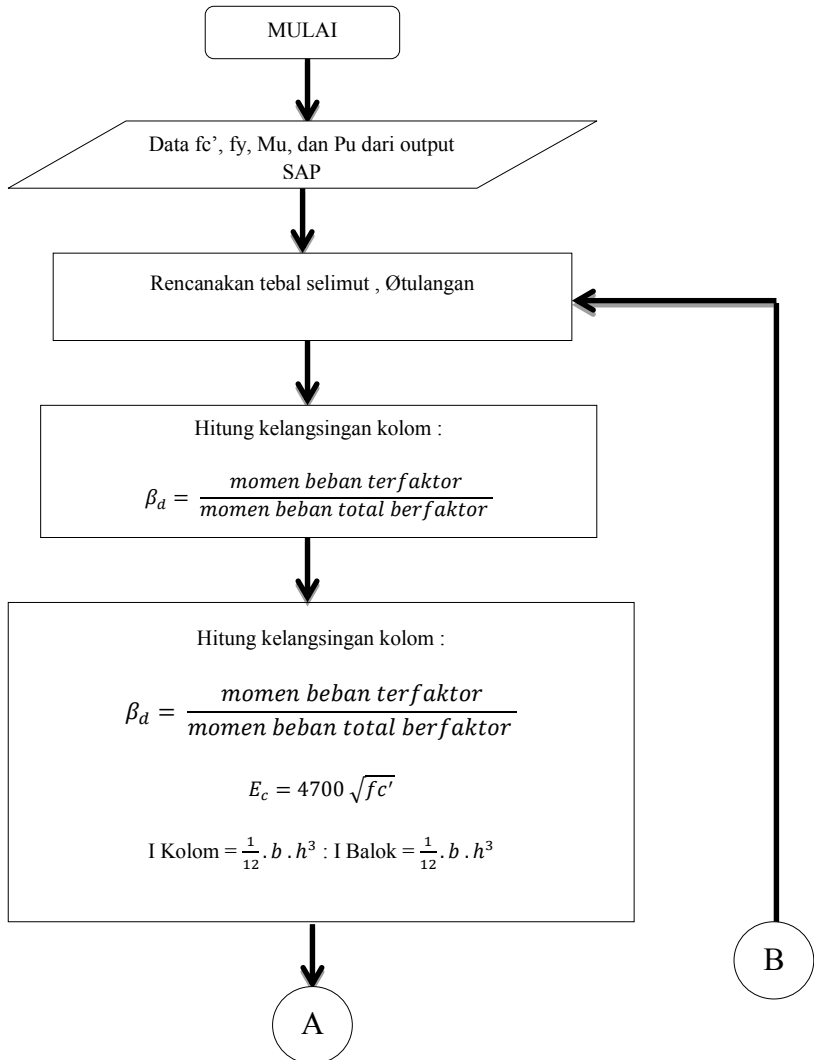 MULAI
Data fc’, fy, Mu, dan Pu dari output
SAP
Rencanakan tebal selimut , Øtulangan
Hitung kelangsingan kolom :
β_d = momen beban terfaktor / momen beban total berfaktor
Hitung kelangsingan kolom :
β_d = momen beban terfaktor / momen beban total berfaktor
E_c = 4700 √fc′
I Kolom = 1/12 . b . h³ : I Balok = 1/12 . b . h³
B
A